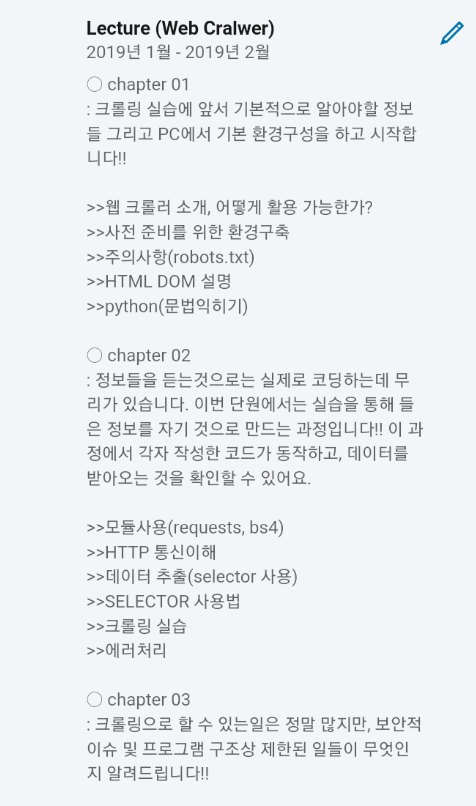 Lecture (Web Cralwer)
2019년 1월 - 2019년 2월
○ chapter 01
: 크롤링 실습에 앞서 기본적으로 알아야할 정보
들 그리고 PC에서 기본 환경구성을 하고 시작합
니다!!
>>웹 크롤러 소개, 어떻게 활용 가능한가?
>>사전 준비를 위한 환경구축
>>주의사항(robots.txt)
>>HTML DOM 설명
>>python(문법익히기)
○ chapter 02
: 정보들을 듣는것으로는 실제로 코딩하는데 무
리가 있습니다. 이번 단원에서는 실습을 통해 들
은 정보를 자기 것으로 만드는 과정입니다!! 이 과
정에서 각자 작성한 코드가 동작하고, 데이터를
받아오는 것을 확인할 수 있어요.
>>모듈사용(requests, bs4)
>>HTTP 통신이해
>>데이터 추출(selector 사용)
>>SELECTOR 사용법
>>크롤링 실습
>>에러처리
○ chapter 03
: 크롤링으로 할 수 있는일은 정말 많지만, 보안적
이슈 및 프로그램 구조상 제한된 일들이 무엇인
지 알려드립니다!!